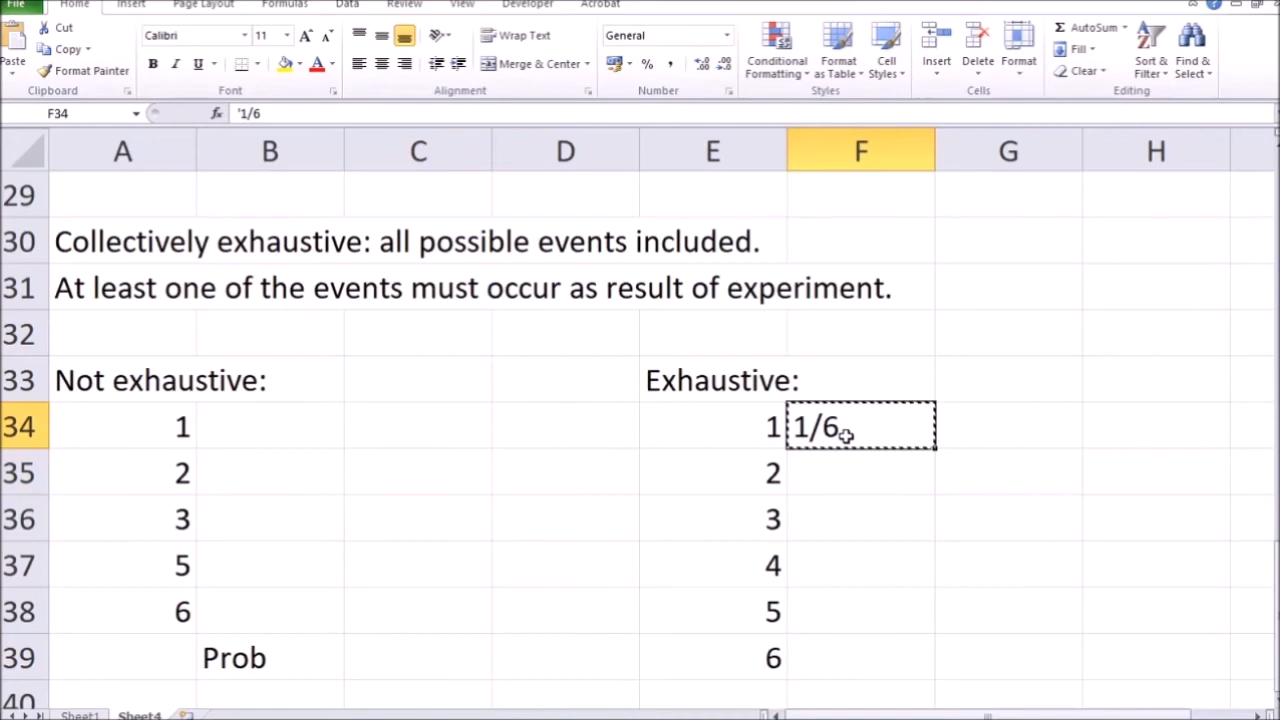 File Home Insert Page Layout Formulas Data Review View Developer Acrobat
Cut
Copy
Format Painter
Paste
Clipboard
Calibri 11
B I U
Font
Wrap Text
Merge & Center
Alignment
General
$ % ,
Number
Conditional Formatting
Format as Table
Cell Styles
Styles
Insert Delete Format
Cells
AutoSum
Fill
Clear
Sort & Filter
Find & Select
Editing
F34 fx '1/6
A B C D E F G H
29
30 Collectively exhaustive: all possible events included.
31 At least one of the events must occur as result of experiment.
32
33 Not exhaustive: Exhaustive:
34 1 1 1/6
35 2 2
36 3 3
37 5 4
38 6 5
39 Prob 6
40
Sheet1 Sheet4